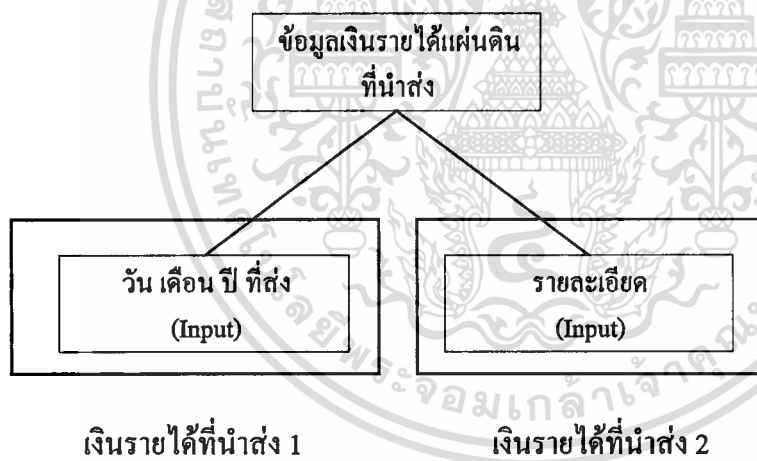 ข้อมูลเงินรายได้แผ่นดิน
ที่นำส่ง
วัน เดือน ปี ที่ส่ง
(Input)
รายละเอียด
(Input)
เงินรายได้ที่นำส่ง 1
เงินรายได้ที่นำส่ง 2